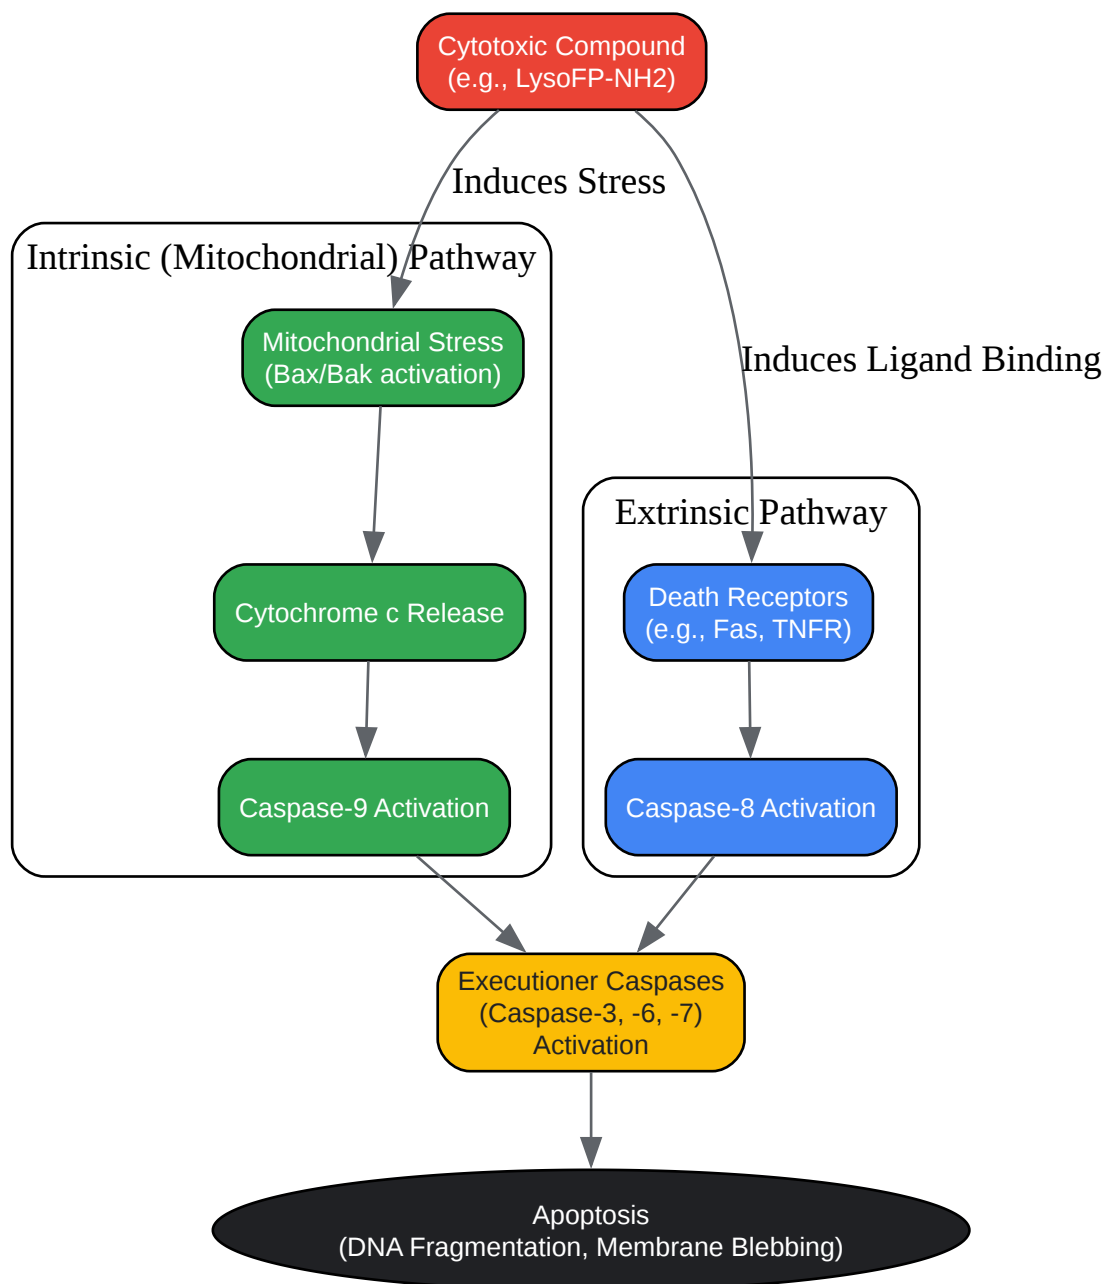 Cytotoxic Compound
(e.g., LysoFP-NH2)
Induces Stress
Intrinsic (Mitochondrial) Pathway
Mitochondrial Stress
(Bax/Bak activation)
Induces Ligand Binding
Extrinsic Pathway
Cytochrome c Release
Death Receptors
(e.g., Fas, TNFR)
Caspase-9 Activation
Caspase-8 Activation
Executioner Caspases
(Caspase-3, -6, -7)
Activation
Apoptosis
(DNA Fragmentation, Membrane Blebbing)